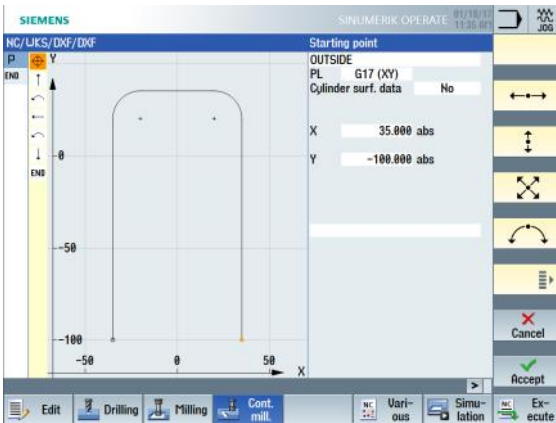 SIEMENS
SINUMERIK OPERATE
JOG
NC/UKS/DXF/DXF
Starting point
P
Y
OUTSIDE
END
PL G17 (XY)
Cylinder surf. data No
X 35.000 abs
0
Y -100.000 abs
END
-50
-100
-50 0 50
X
Cancel
Accept
>
Edit
Drilling
Milling
Cont.
mill.
NC
Vari-
ous
Simu-
lation
NC
Ex-
ecute